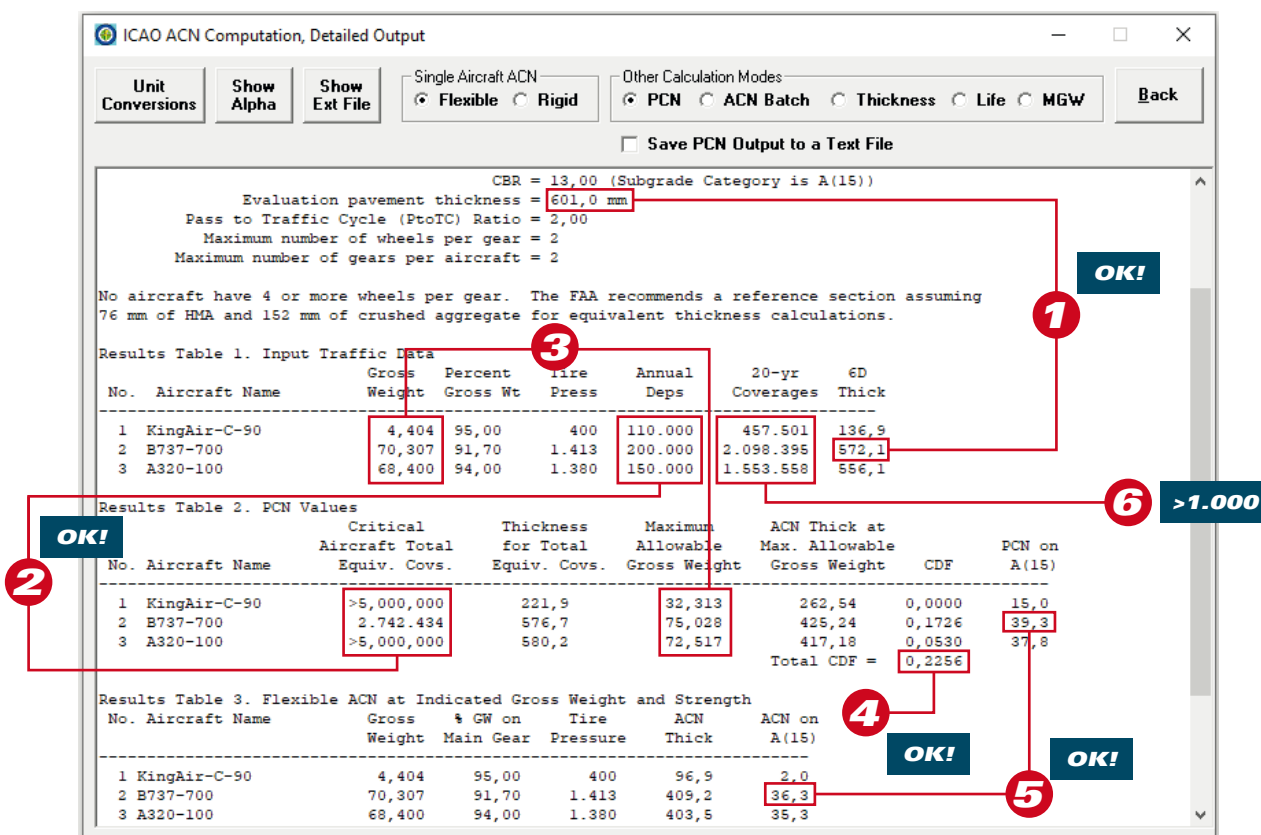 ICAO ACN Computation, Detailed Output
Unit Conversions
Show Alpha
Show Ext File
Single Aircraft ACN
Flexible Rigid
Other Calculation Modes
PCN ACN Batch Thickness Life MGW
Back
Save PCN Output to a Text File
CBR = 13,00 (Subgrade Category is A(15))
Evaluation pavement thickness = 601,0 mm
Pass to Traffic Cycle (PtoTC) Ratio = 2,00
Maximum number of wheels per gear = 2
Maximum number of gears per aircraft = 2
OK!
1
No aircraft have 4 or more wheels per gear. The FAA recommends a reference section assuming
76 mm of HMA and 152 mm of crushed aggregate for equivalent thickness calculations.
3
Results Table 1. Input Traffic Data
Gross Percent Tire Annual 20-yr 6D
No. Aircraft Name Weight Gross Wt Press Deps Coverages Thick
1 KingAir-C-90 4,404 95,00 400 110.000 457.501 136,9
2 B737-700 70,307 91,70 1.413 200.000 2.098.395 572,1
3 A320-100 68,400 94,00 1.380 150.000 1.553.558 556,1
6 >1.000
Results Table 2. PCN Values
OK!
2
Critical Thickness Maximum ACN Thick at
Aircraft Total for Total Allowable Max. Allowable PCN on
No. Aircraft Name Equiv. Covs. Equiv. Covs. Gross Weight Gross Weight CDF A(15)
1 KingAir-C-90 >5,000,000 221,9 32,313 262,54 0,0000 15,0
2 B737-700 2.742.434 576,7 75,028 425,24 0,1726 39,3
3 A320-100 >5,000,000 580,2 72,517 417,18 0,0530 37,8
Total CDF = 0,2256
4
OK!
Results Table 3. Flexible ACN at Indicated Gross Weight and Strength
No. Aircraft Name Gross % GW on Tire ACN ACN on
Weight Main Gear Pressure Thick A(15)
1 KingAir-C-90 4,404 95,00 400 96,9 2,0
2 B737-700 70,307 91,70 1.413 409,2 36,3
3 A320-100 68,400 94,00 1.380 403,5 35,3
OK!
5